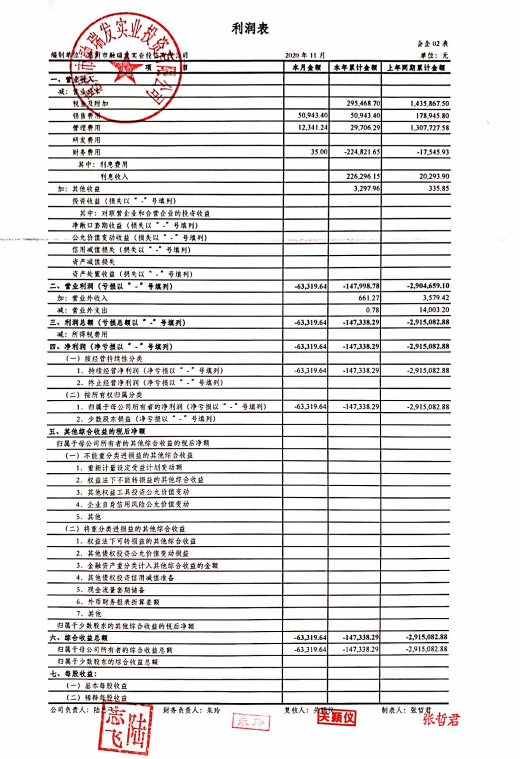 利润表
会企 02 表
编制单位：市融瑞发实业投资有限公司 2020 年 11 月 单位：元
项 目 本月金额 本年累计金额 上年同期累计金额
一、营业收入
减：营业成本
税金及附加 295,468.70 1,435,867.50
销售费用 50,943.40 50,943.40 178,945.80
管理费用 12,341.24 29,706.29 1,307,727.58
研发费用
财务费用 35.00 -224,821.65 -17,545.93
其中：利息费用
利息收入 226,296.15 20,293.90
加：其他收益 3,297.96 335.85
投资收益（损失以＂-＂号填列）
其中：对联营企业和合营企业的投资收益
净敞口套期收益（损失以＂-＂号填列）
公允价值变动收益（损失以＂-＂号填列）
信用减值损失（损失以＂-＂号填列）
资产减值损失
资产处置收益（损失以＂-＂号填列）
二、营业利润（亏损以＂-＂号填列） -63,319.64 -147,998.78 -2,904,659.10
加：营业外收入 661.27 3,579.42
减：营业外支出 0.78 14,003.20
三、利润总额（亏损总额以＂-＂号填列） -63,319.64 -147,338.29 -2,915,082.88
减：所得税费用
四、净利润（净亏损以＂-＂号填列） -63,319.64 -147,338.29 -2,915,082.88
（一）按经营持续性分类
1．持续经营净利润（净亏损以＂-＂号填列） -63,319.64 -147,338.29 -2,915,082.88
2．终止经营净利润（净亏损以＂-＂号填列）
（二）按所有权归属分类
1．归属于母公司所有者的净利润（净亏损以＂-＂号填列） -63,319.64 -147,338.29 -2,915,082.88
2．少数股东损益（净亏损以＂-＂号填列）
五、其他综合收益的税后净额
归属于母公司所有者的其他综合收益的税后净额
（一）不能重分类进损益的其他综合收益
1．重新计量设定受益计划变动额
2．权益法下不能转损益的其他综合收益
3．其他权益工具投资公允价值变动
4．企业自身信用风险公允价值变动
5．其他
（二）将重分类进损益的其他综合收益
1．权益法下可转损益的其他综合收益
2．其他债权投资公允价值变动损益
3．金融资产重分类计入其他综合收益的金额
4．其他债权投资信用减值准备
5．现金流量套期储备
6．外币财务报表折算差额
7．其他
归属于少数股东的其他综合收益的税后净额
六、综合收益总额 -63,319.64 -147,338.29 -2,915,082.88
归属于母公司所有者的综合收益总额 -63,319.64 -147,338.29 -2,915,082.88
归属于少数股东的综合收益总额
七、每股收益：
（一）基本每股收益
（二）稀释每股收益
公司负责人：陆志飞 财务负责人：朱玲 复核人：关颖仪 制表人：张哲君
陆志飞 朱玲 关颖仪 张哲君